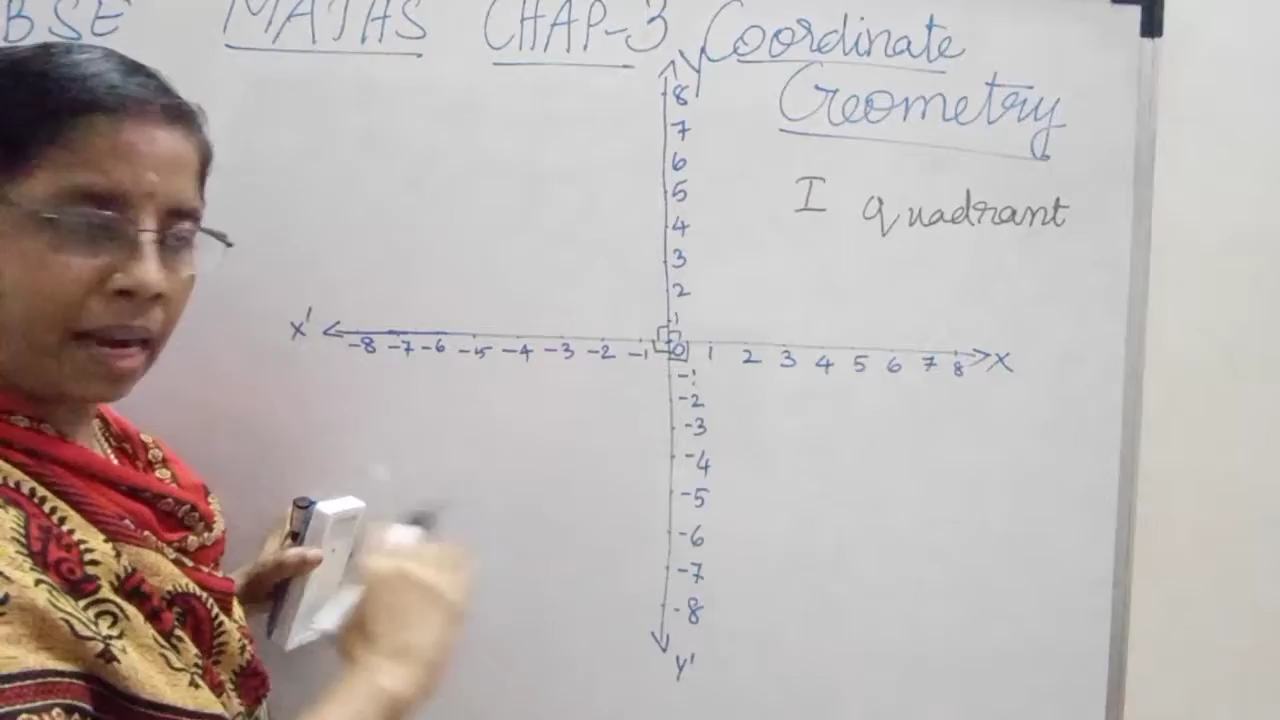 BSE MATHS CHAP-3 Coordinate
Geometry
I quadrant
Y
8
7
6
5
4
3
2
1
X' -8 -7 -6 -5 -4 -3 -2 -1 0 1 2 3 4 5 6 7 8 X
-1
-2
-3
-4
-5
-6
-7
-8
Y'